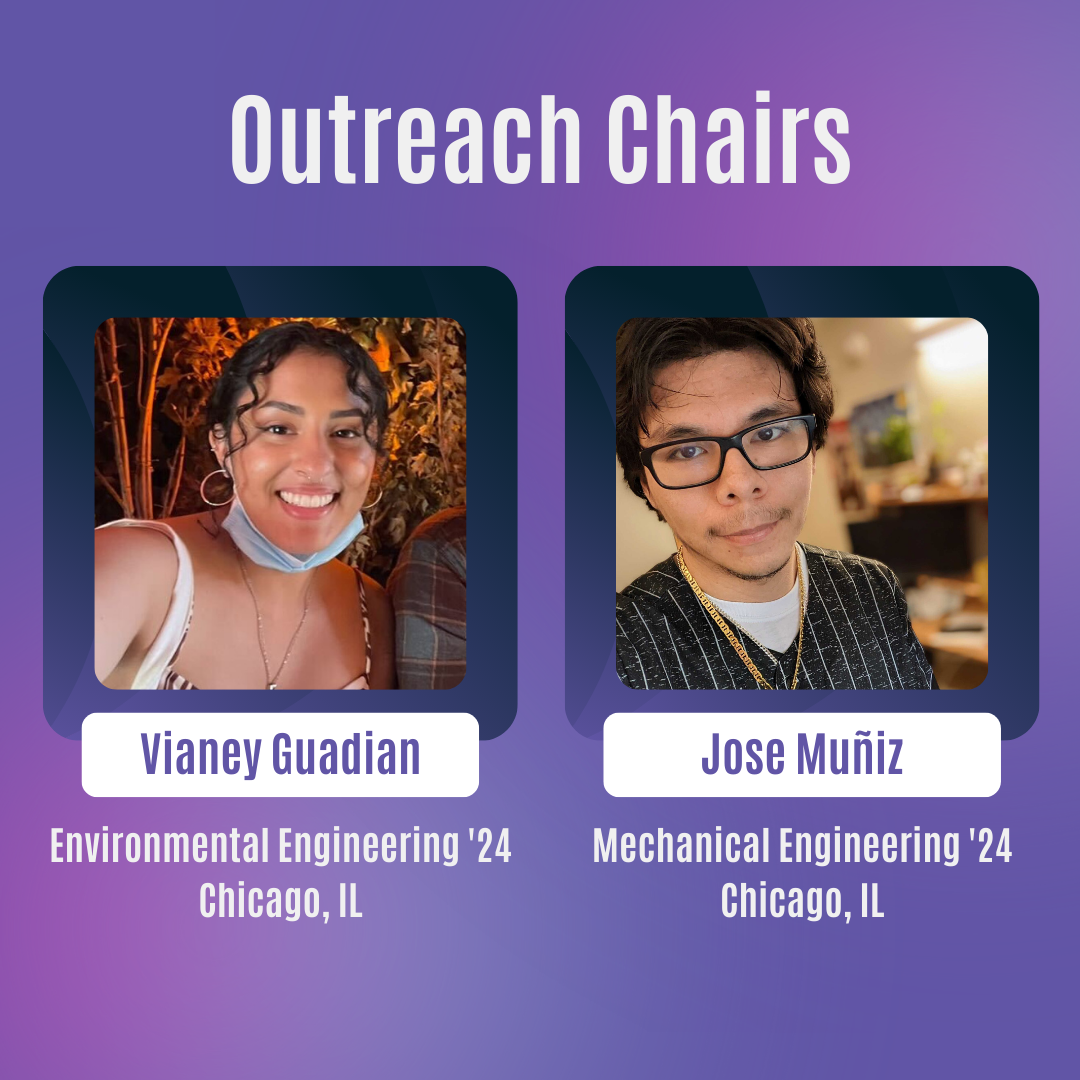 Outreach Chairs
Vianey Guadian
Environmental Engineering '24
Chicago, IL
Jose Muñiz
Mechanical Engineering '24
Chicago, IL